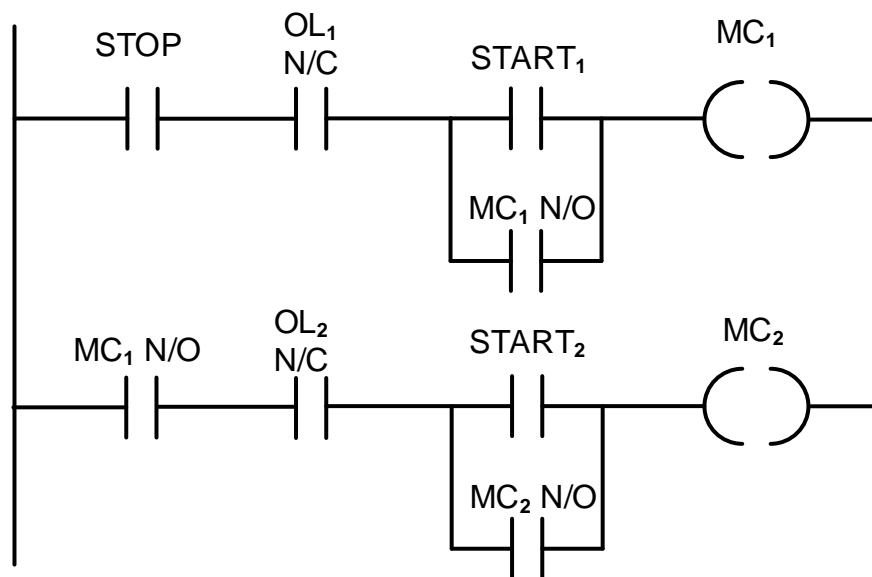 STOP
OL₁
N/C
START₁
MC₁
MC₁ N/O
MC₁ N/O
OL₂
N/C
START₂
MC₂
MC₂ N/O